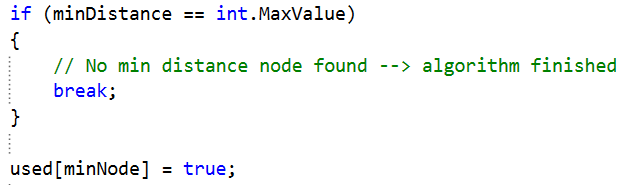 if (minDistance == int.MaxValue)
{
    // No min distance node found --> algorithm finished
    break;
}
used[minNode] = true;